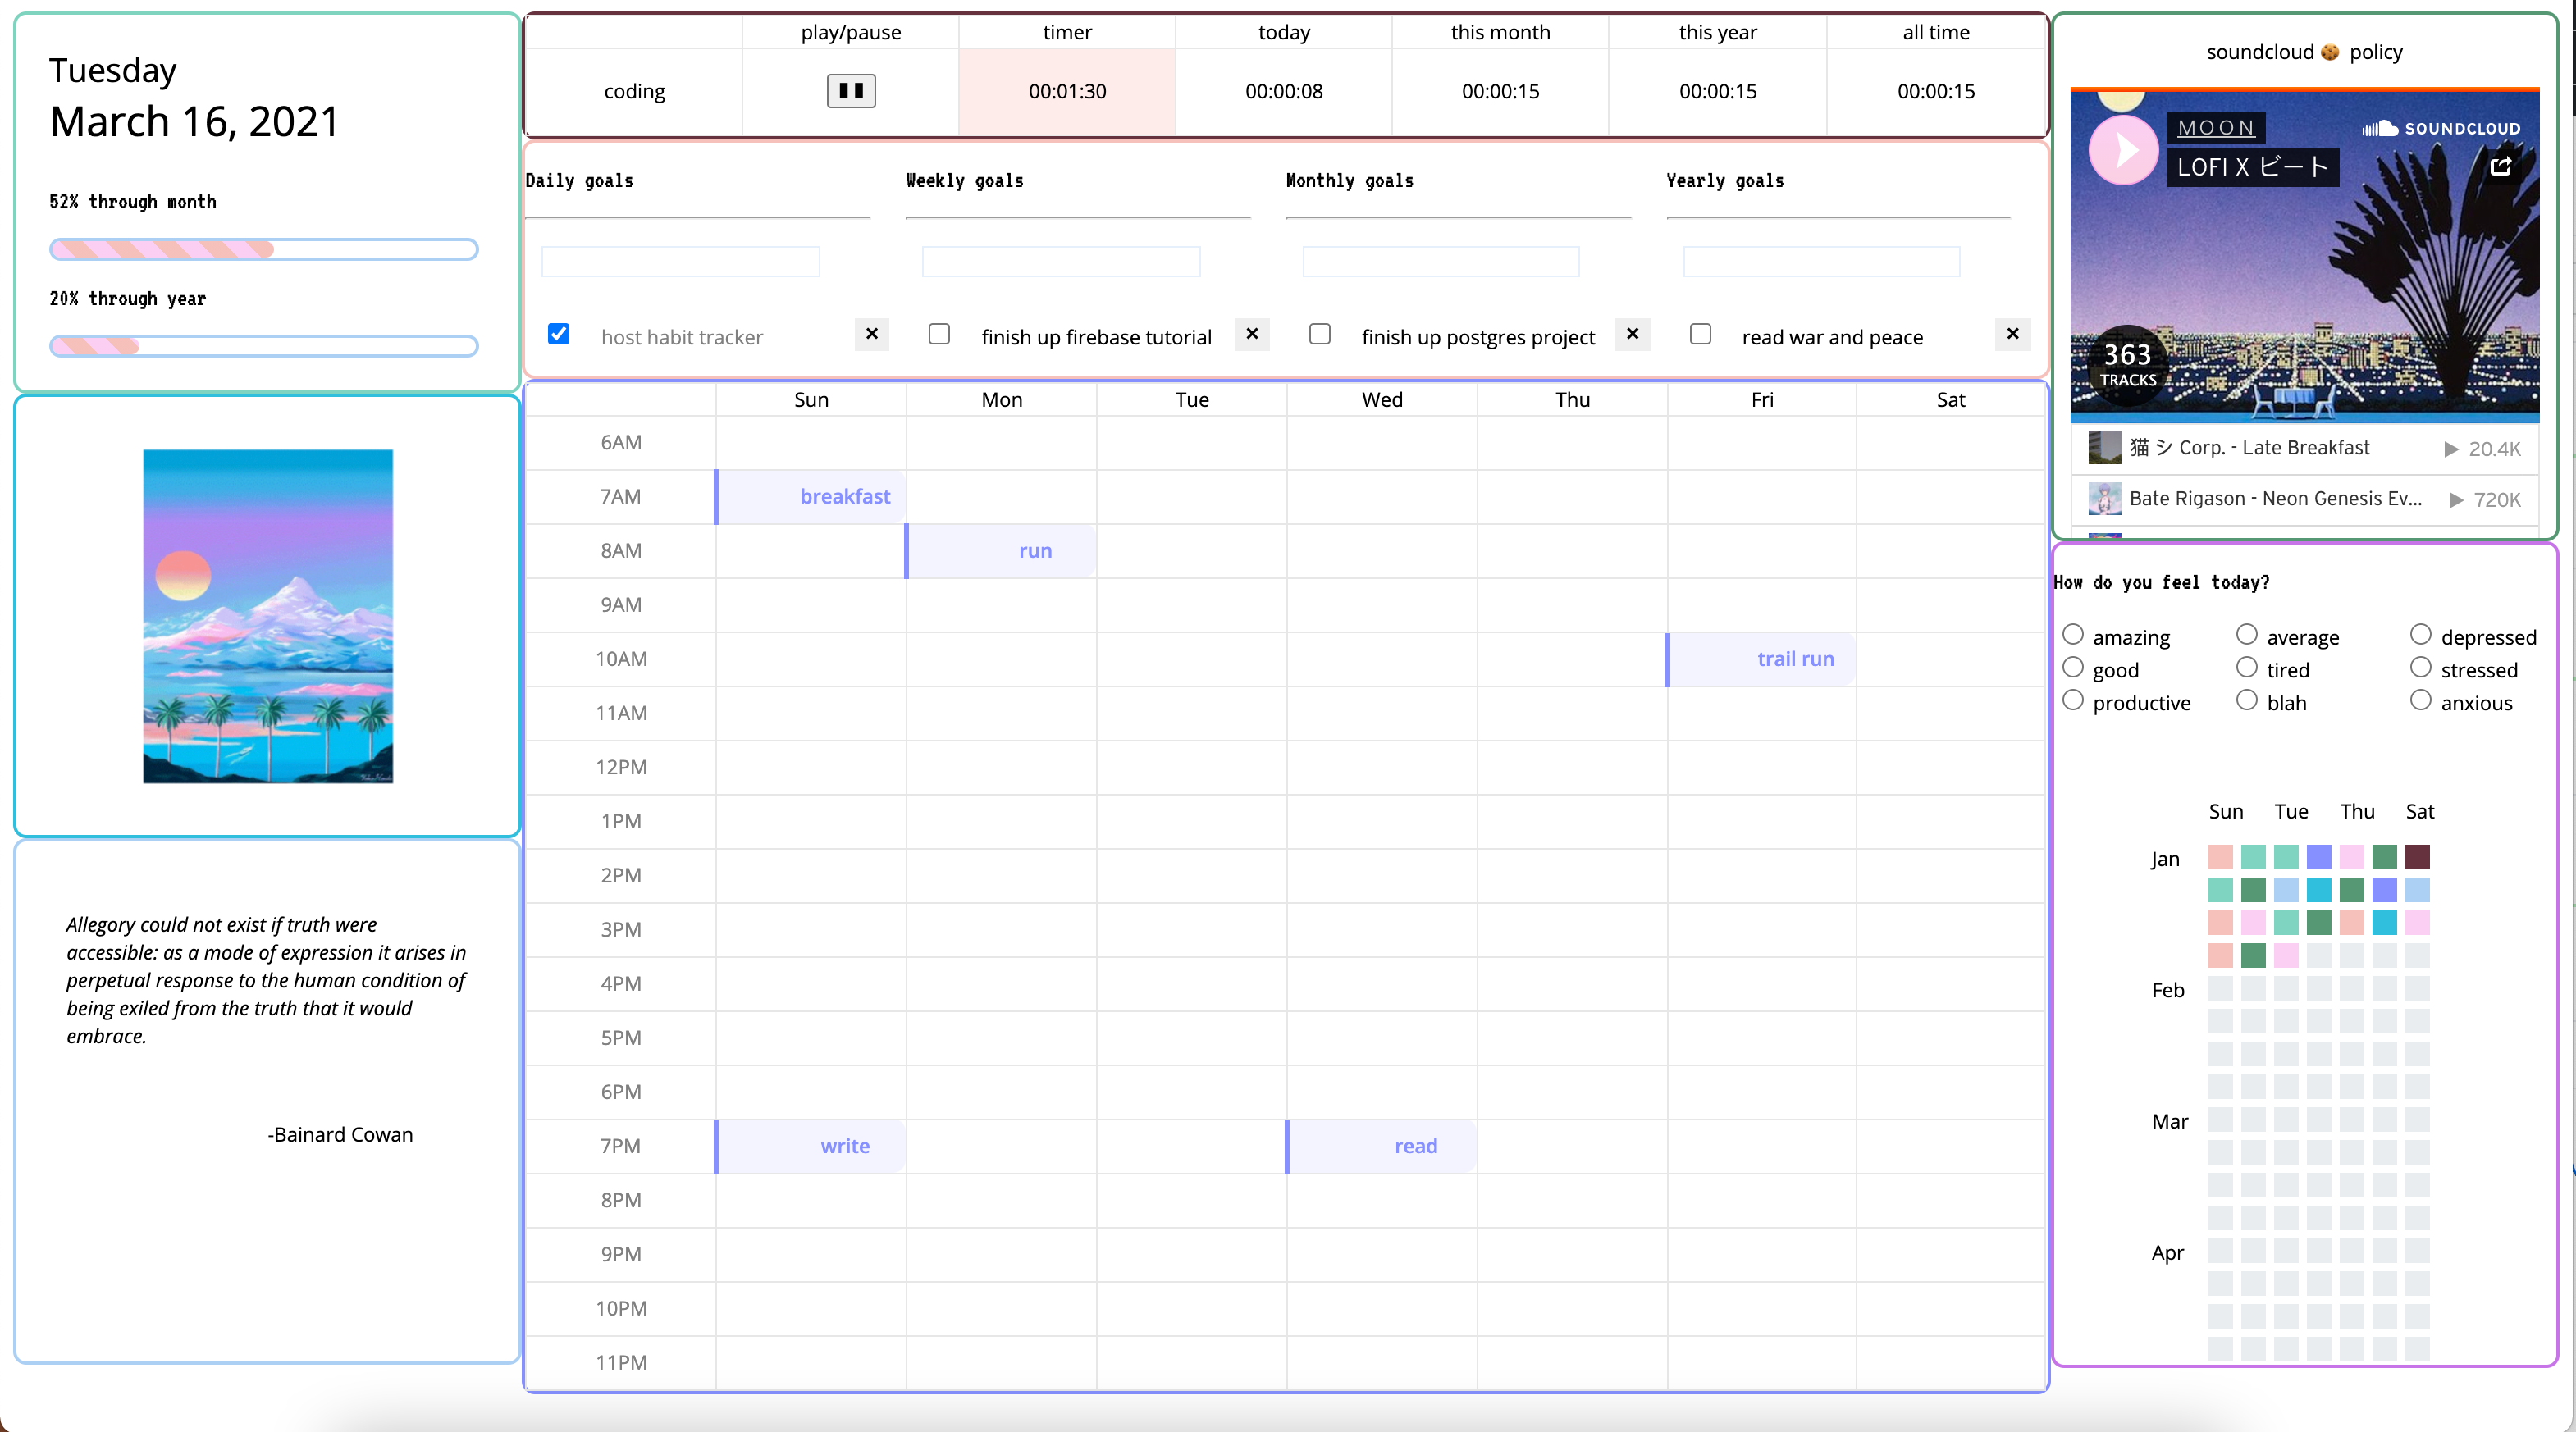 Tuesday
March 16, 2021
52% through month
20% through year
Allegory could not exist if truth were
accessible: as a mode of expression it arises in
perpetual response to the human condition of
being exiled from the truth that it would
embrace.
-Bainard Cowan
play/pause timer today this month this year all time
coding 00:01:30 00:00:08 00:00:15 00:00:15 00:00:15
Daily goals Weekly goals Monthly goals Yearly goals
host habit tracker × finish up firebase tutorial × finish up postgres project × read war and peace ×
Sun Mon Tue Wed Thu Fri Sat
6AM
7AM breakfast
8AM run
9AM
10AM trail run
11AM
12PM
1PM
2PM
3PM
4PM
5PM
6PM
7PM write read
8PM
9PM
10PM
11PM
soundcloud 🍪 policy
MOON
SOUNDCLOUD
LOFI X ビート
363
TRACKS
猫 シ Corp. - Late Breakfast 20.4K
Bate Rigason - Neon Genesis Ev... 720K
How do you feel today?
amazing average depressed
good tired stressed
productive blah anxious
Sun Tue Thu Sat
Jan
Feb
Mar
Apr